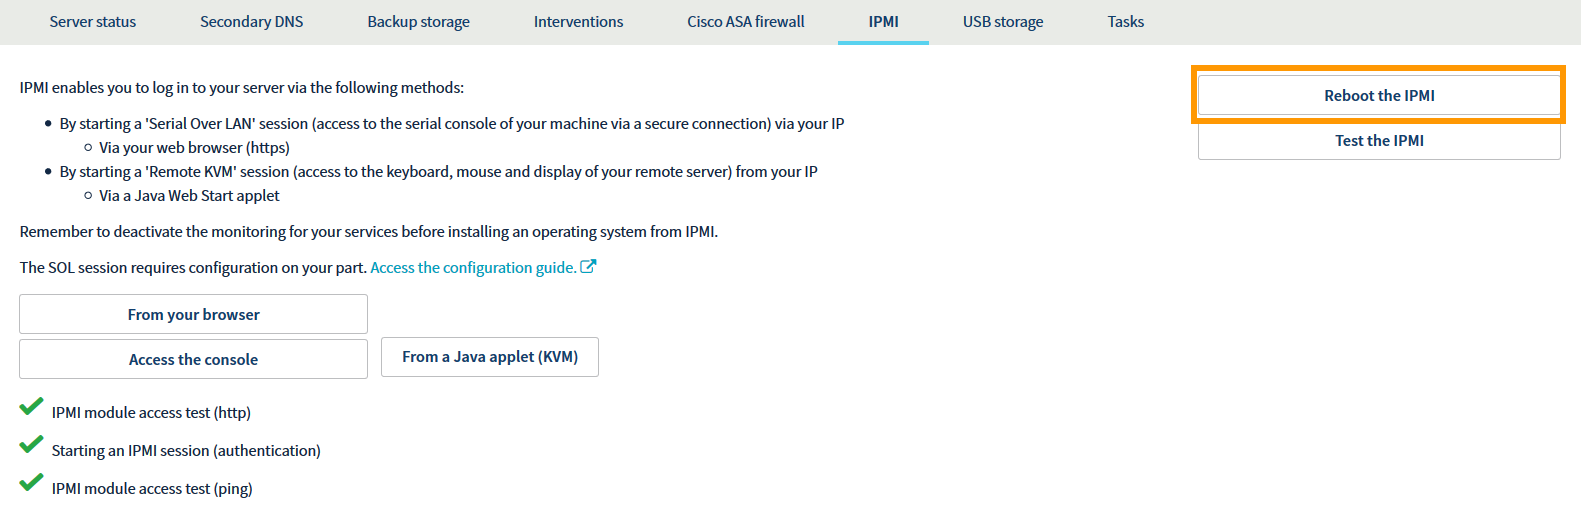 Server status
Secondary DNS
Backup storage
Interventions
Cisco ASA firewall
IPMI
USB storage
Tasks
IPMI enables you to log in to your server via the following methods:
By starting a 'Serial Over LAN' session (access to the serial console of your machine via a secure connection) via your IP
Via your web browser (https)
By starting a 'Remote KVM' session (access to the keyboard, mouse and display of your remote server) from your IP
Via a Java Web Start applet
Remember to deactivate the monitoring for your services before installing an operating system from IPMI.
The SOL session requires configuration on your part. Access the configuration guide.
From your browser
Access the console
From a Java applet (KVM)
IPMI module access test (http)
Starting an IPMI session (authentication)
IPMI module access test (ping)
Reboot the IPMI
Test the IPMI